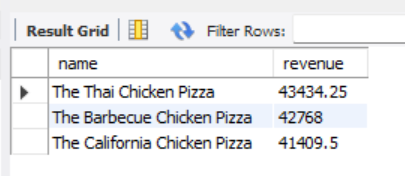 Result Grid Filter Rows:
name revenue
The Thai Chicken Pizza 43434.25
The Barbecue Chicken Pizza 42768
The California Chicken Pizza 41409.5